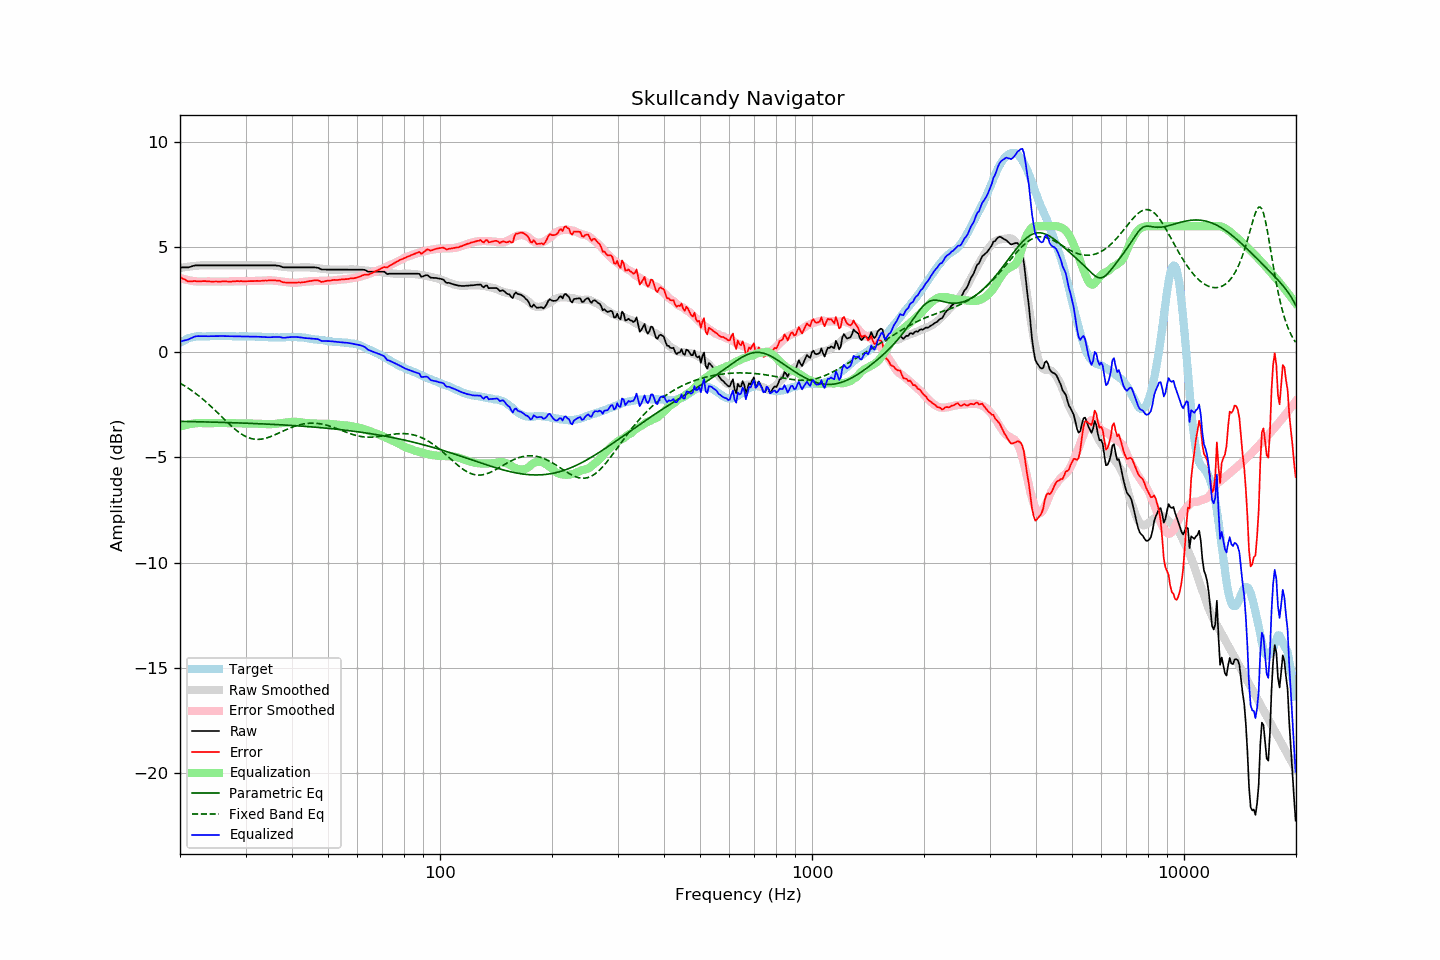 Skullcandy Navigator
10
5
0
−5
−10
−15
−20
Amplitude (dBr)
Target
Raw Smoothed
Error Smoothed
Raw
Error
Equalization
Parametric Eq
Fixed Band Eq
Equalized
100
1000
10000
Frequency (Hz)